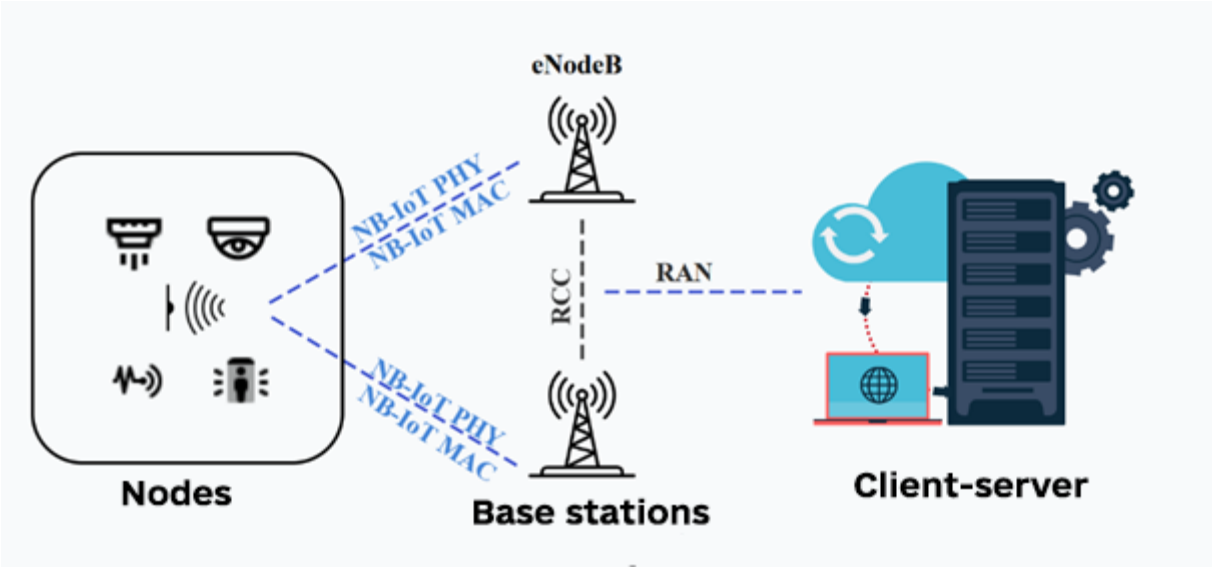 eNodeB
NB-IoT PHY
NB-IoT MAC
RCC
RAN
NB-IoT PHY
NB-IoT MAC
Nodes
Base stations
Client-server